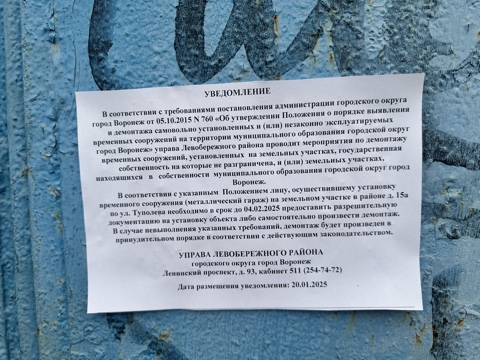 УВЕДОМЛЕНИЕ
В соответствии с требованиями постановления администрации городского округа
город Воронеж от 05.10.2015 N 760 «Об утверждении Положения о порядке выявления
и демонтажа самовольно установленных и (или) незаконно эксплуатируемых
временных сооружений на территории муниципального образования городской округ
город Воронеж» управа Левобережного района проводит мероприятия по демонтажу
временных сооружений, установленных на земельных участках, государственная
собственность на которые не разграничена, и (или) земельных участках,
находящихся в собственности муниципального образования городской округ город
Воронеж.
В соответствии с указанным Положением лицу, осуществившему установку
временного сооружения (металлический гараж) на земельном участке в районе д. 15а
по ул. Туполева необходимо в срок до 04.02.2025 предоставить разрешительную
документацию на установку объекта либо самостоятельно произвести демонтаж.
В случае невыполнения указанных требований, демонтаж будет произведен в
принудительном порядке в соответствии с действующим законодательством.
УПРАВА ЛЕВОБЕРЕЖНОГО РАЙОНА
городского округа город Воронеж
Ленинский проспект, д. 93, кабинет 511 (254-74-72)
Дата размещения уведомления: 20.01.2025